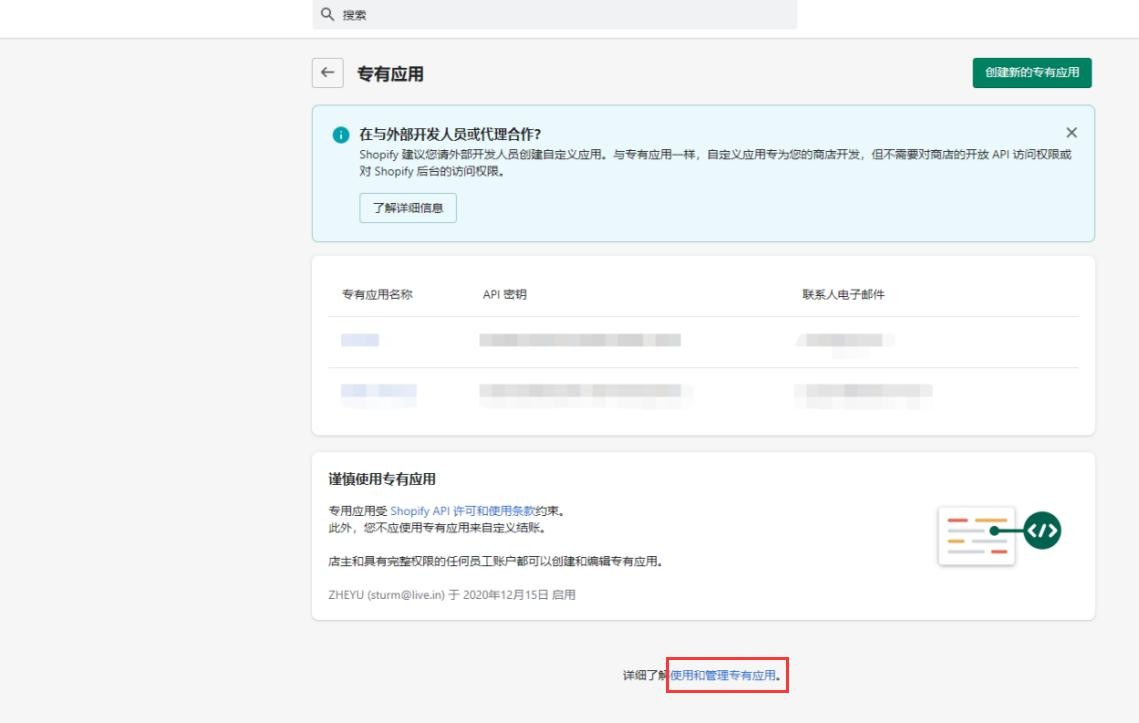 搜索
专有应用
创建新的专有应用
在与外部开发人员或代理合作?
Shopify 建议您请外部开发人员创建自定义应用。与专有应用一样，自定义应用专为您的商店开发，但不需要对商店的开放 API 访问权限或
对 Shopify 后台的访问权限。
了解详细信息
专有应用名称 API 密钥 联系人电子邮件
谨慎使用专有应用
专用应用受 Shopify API 许可和使用条款约束。
此外，您不应使用专有应用来自定义结账。
店主和具有完整权限的任何员工账户都可以创建和编辑专有应用。
ZHEYU (sturm@live.in) 于 2020年12月15日 启用
详细了解使用和管理专有应用。